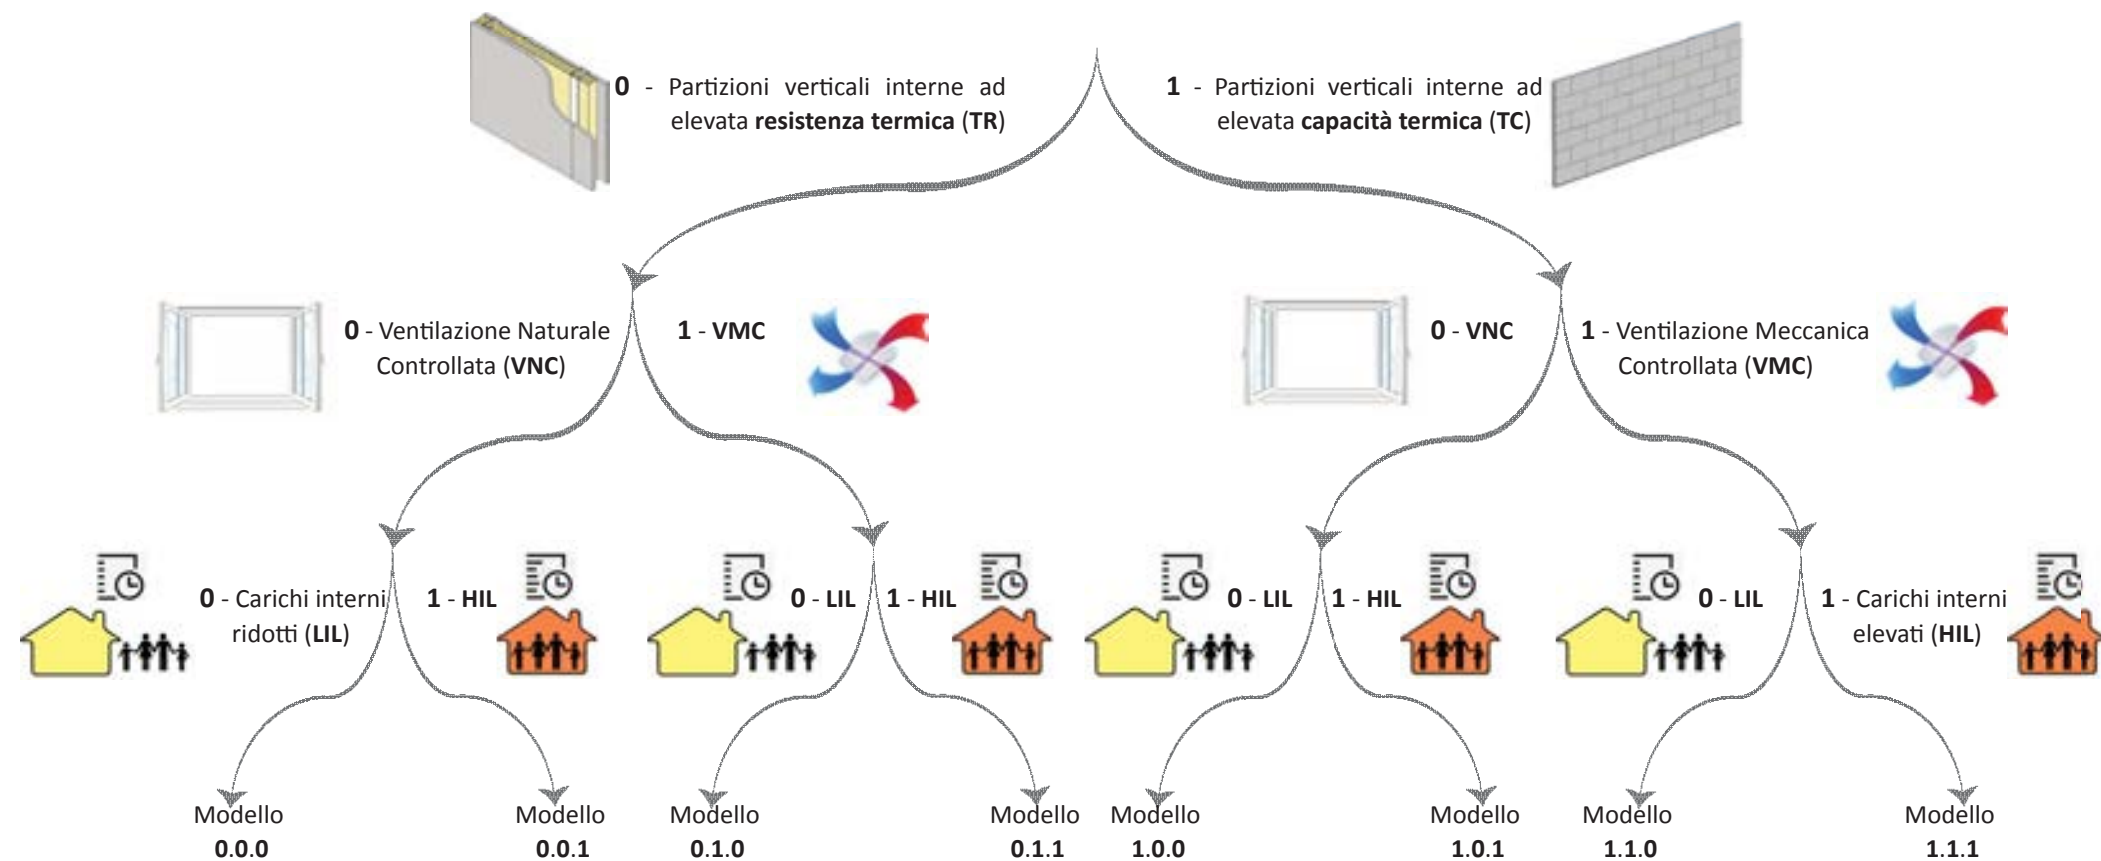 0 - Partizioni verticali interne ad
elevata resistenza termica (TR)
1 - Partizioni verticali interne ad
elevata capacità termica (TC)
0 - Ventilazione Naturale
Controllata (VNC)
1 - VMC
0 - VNC
1 - Ventilazione Meccanica
Controllata (VMC)
0 - Carichi interni
ridotti (LIL)
1 - HIL
0 - LIL
1 - HIL
0 - LIL
1 - HIL
0 - LIL
1 - Carichi interni
elevati (HIL)
Modello
0.0.0
Modello
0.0.1
Modello
0.1.0
Modello
0.1.1
Modello
1.0.0
Modello
1.0.1
Modello
1.1.0
Modello
1.1.1